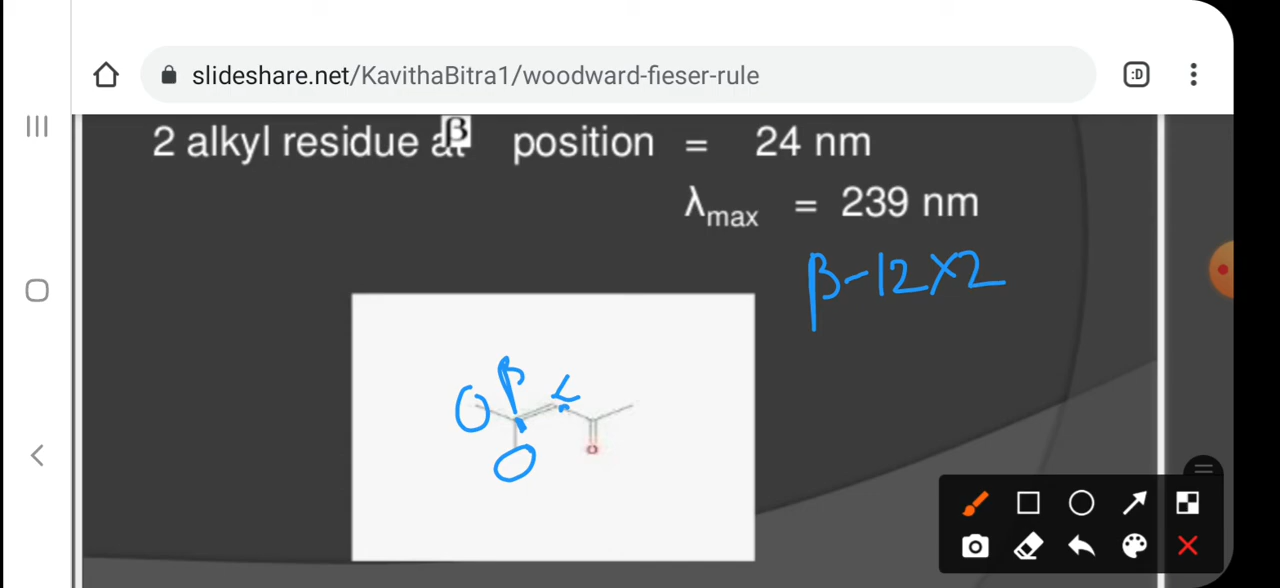 slideshare.net/KavithaBitra1/woodward-fieser-rule
:D
2 alkyl residue at β position = 24 nm
λmax = 239 nm
β-12×2
β
α
O